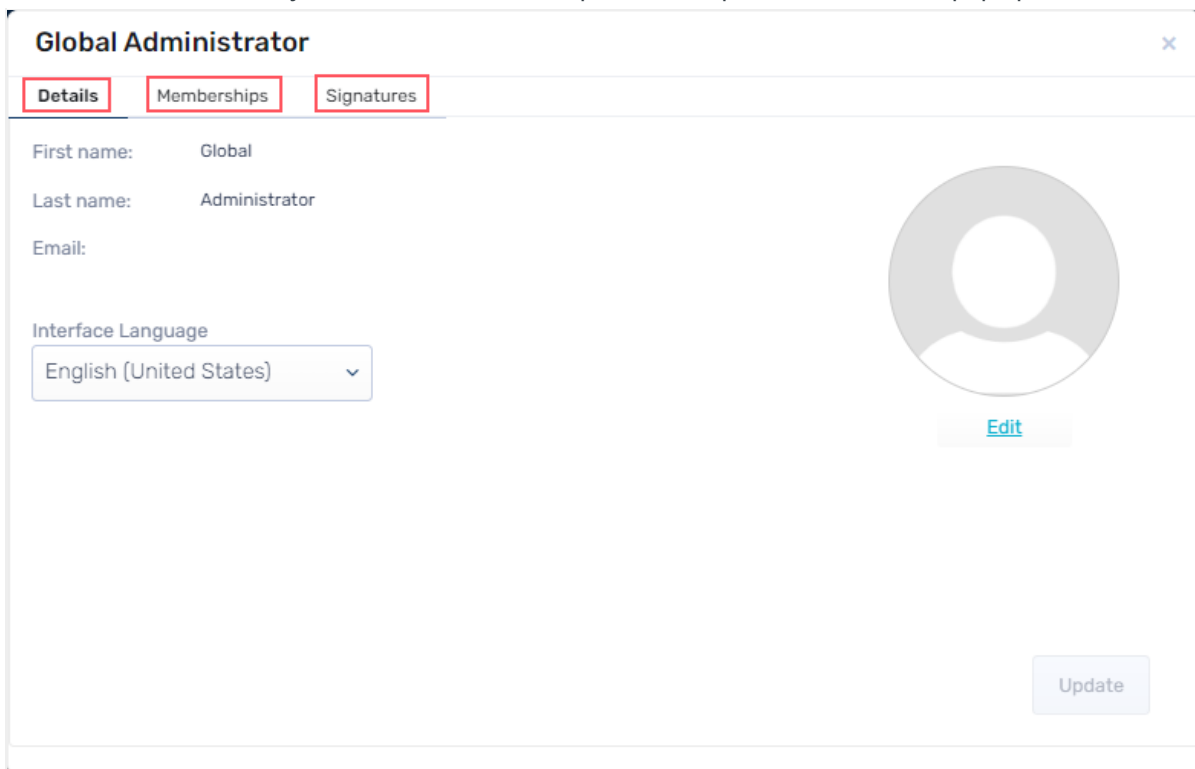 Global Administrator ×
Details Memberships Signatures
First name: Global
Last name: Administrator
Email:
Interface Language
English (United States)
Edit
Update